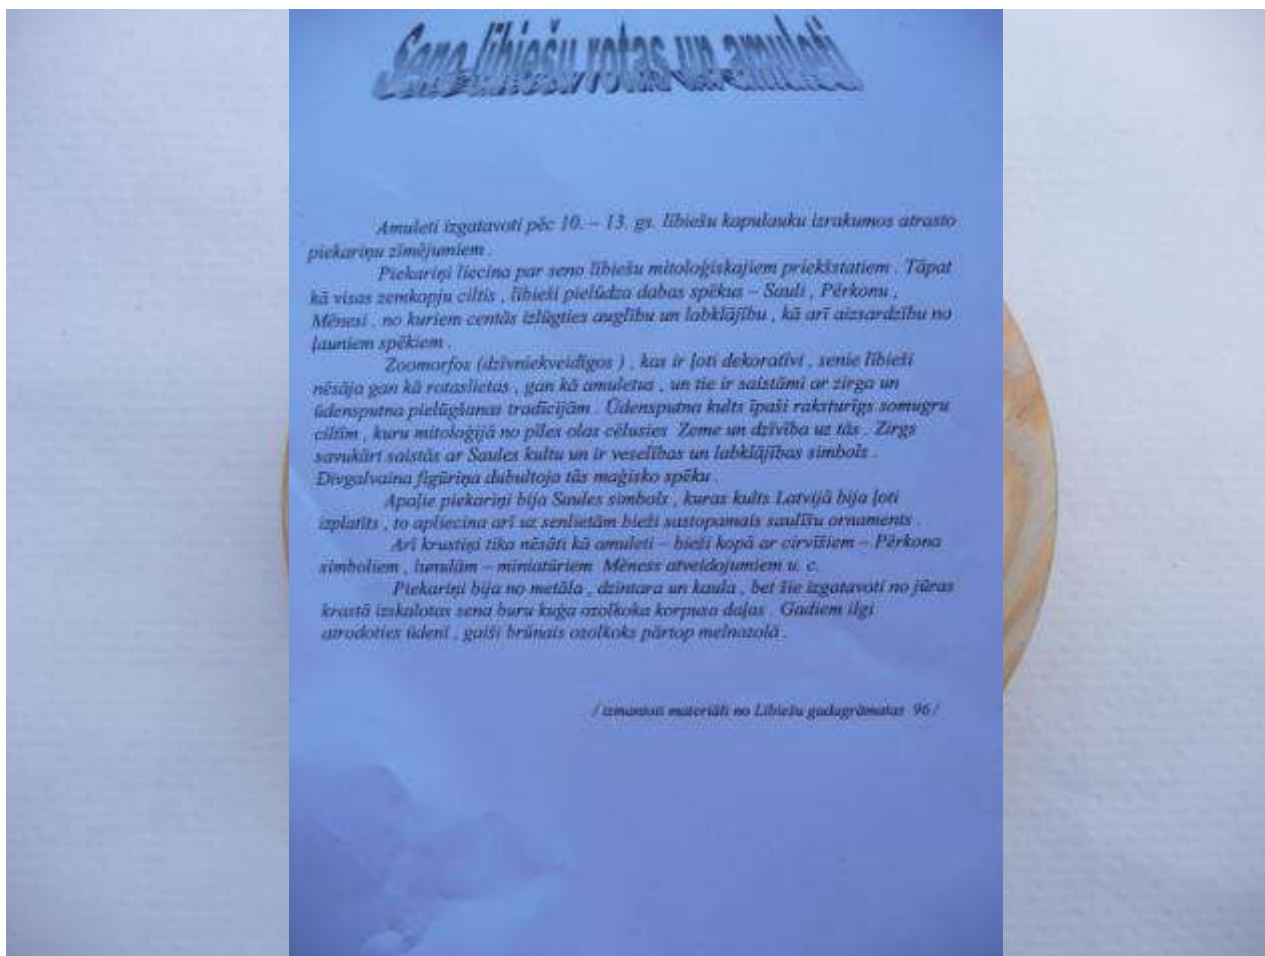 Seno lībiešu rotas un amuleti
Amuleti izgatavoti pēc 10. – 13. gs. lībiešu kapulauku izrakumos atrasto
piekariņu zīmējumiem .
Piekariņi liecina par seno lībiešu mitoloģiskajiem priekšstatiem . Tāpat
kā visas zemkopju ciltis , lībieši pielūdza dabas spēkus – Sauli , Pērkonu ,
Mēnesi , no kuriem centās izlūgties auglību un labklājību , kā arī aizsardzību no
ļauniem spēkiem .
Zoomorfos (dzīvniekveidīgos ) , kas ir ļoti dekoratīvi , senie lībieši
nēsāja gan kā rotaslietas , gan kā amuletus , un tie ir saistāmi ar zirga un
ūdensputna pielūgšanas tradīcijām . Ūdensputna kults īpaši raksturīgs somugru
ciltīm , kuru mitoloģijā no pīles olas cēlusies Zeme un dzīvība uz tās . Zirgs
savukārt saistās ar Saules kultu un ir veselības un labklājības simbols .
Divgalvaina figūriņa dubultoja tās maģisko spēku .
Apaļie piekariņi bija Saules simbols , kuras kults Latvijā bija ļoti
izplatīts , to apliecina arī uz senlietām bieži sastopamais saulīšu ornaments .
Arī krustiņi tika nēsāti kā amuleti – bieži kopā ar cirvīšiem – Pērkona
simboliem , lunulām – miniatūriem Mēness atveidojumiem u. c.
Piekariņi bija no metāla , dzintara un kaula , bet šie izgatavoti no jūras
krastā izskalotas sena buru kuģa ozolkoka korpusa daļas . Gadiem ilgi
atrodoties ūdenī , gaiši brūnais ozolkoks pārtop melnozolā .
/ izmantoti materiāli no Lībiešu gadagrāmatas 96 /